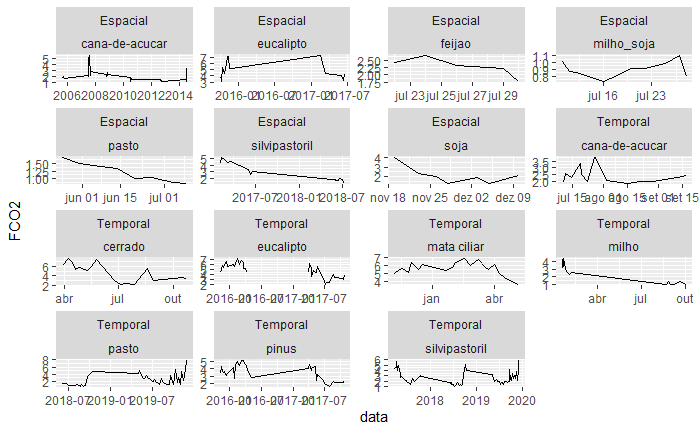 Espacial Espacial Espacial Espacial
cana-de-acucar eucalipto feijao milho_soja
5 4 3 2 1 7 6 5 4 3 2.50 2.25 2.00 1.75 1.1 1.0 0.9 0.8
2006 2008 2010 2012 2014 2016-01 2016-07 2017-01 2017-07 jul 23 jul 25 jul 27 jul 29 jul 16 jul 23
Espacial Espacial Espacial Temporal
pasto silvipastoril soja cana-de-acucar
1.50 1.25 1.00 5 4 3 2 4 3 2 3.5 3.0 2.5 2.0
jun 01 jun 15 jul 01 2017-07 2018-01 2018-07 nov 18 nov 25 dez 02 dez 09 jul 15 ago 01 ago 15 set 01 set 15
FCO2
Temporal Temporal Temporal Temporal
cerrado eucalipto mata ciliar milho
6 5 4 3 2 7 6 5 4 3 2 7 6 5 4 4 3 2 1
abr jul out 2016-01 2016-07 2017-01 2017-07 jan abr abr jul out
Temporal Temporal Temporal
pasto pinus silvipastoril
8 6 4 2 5 4 3 2 6 5 4 3 2 1
2018-07 2019-01 2019-07 2016-01 2016-07 2017-01 2017-07 2018 2019 2020
data